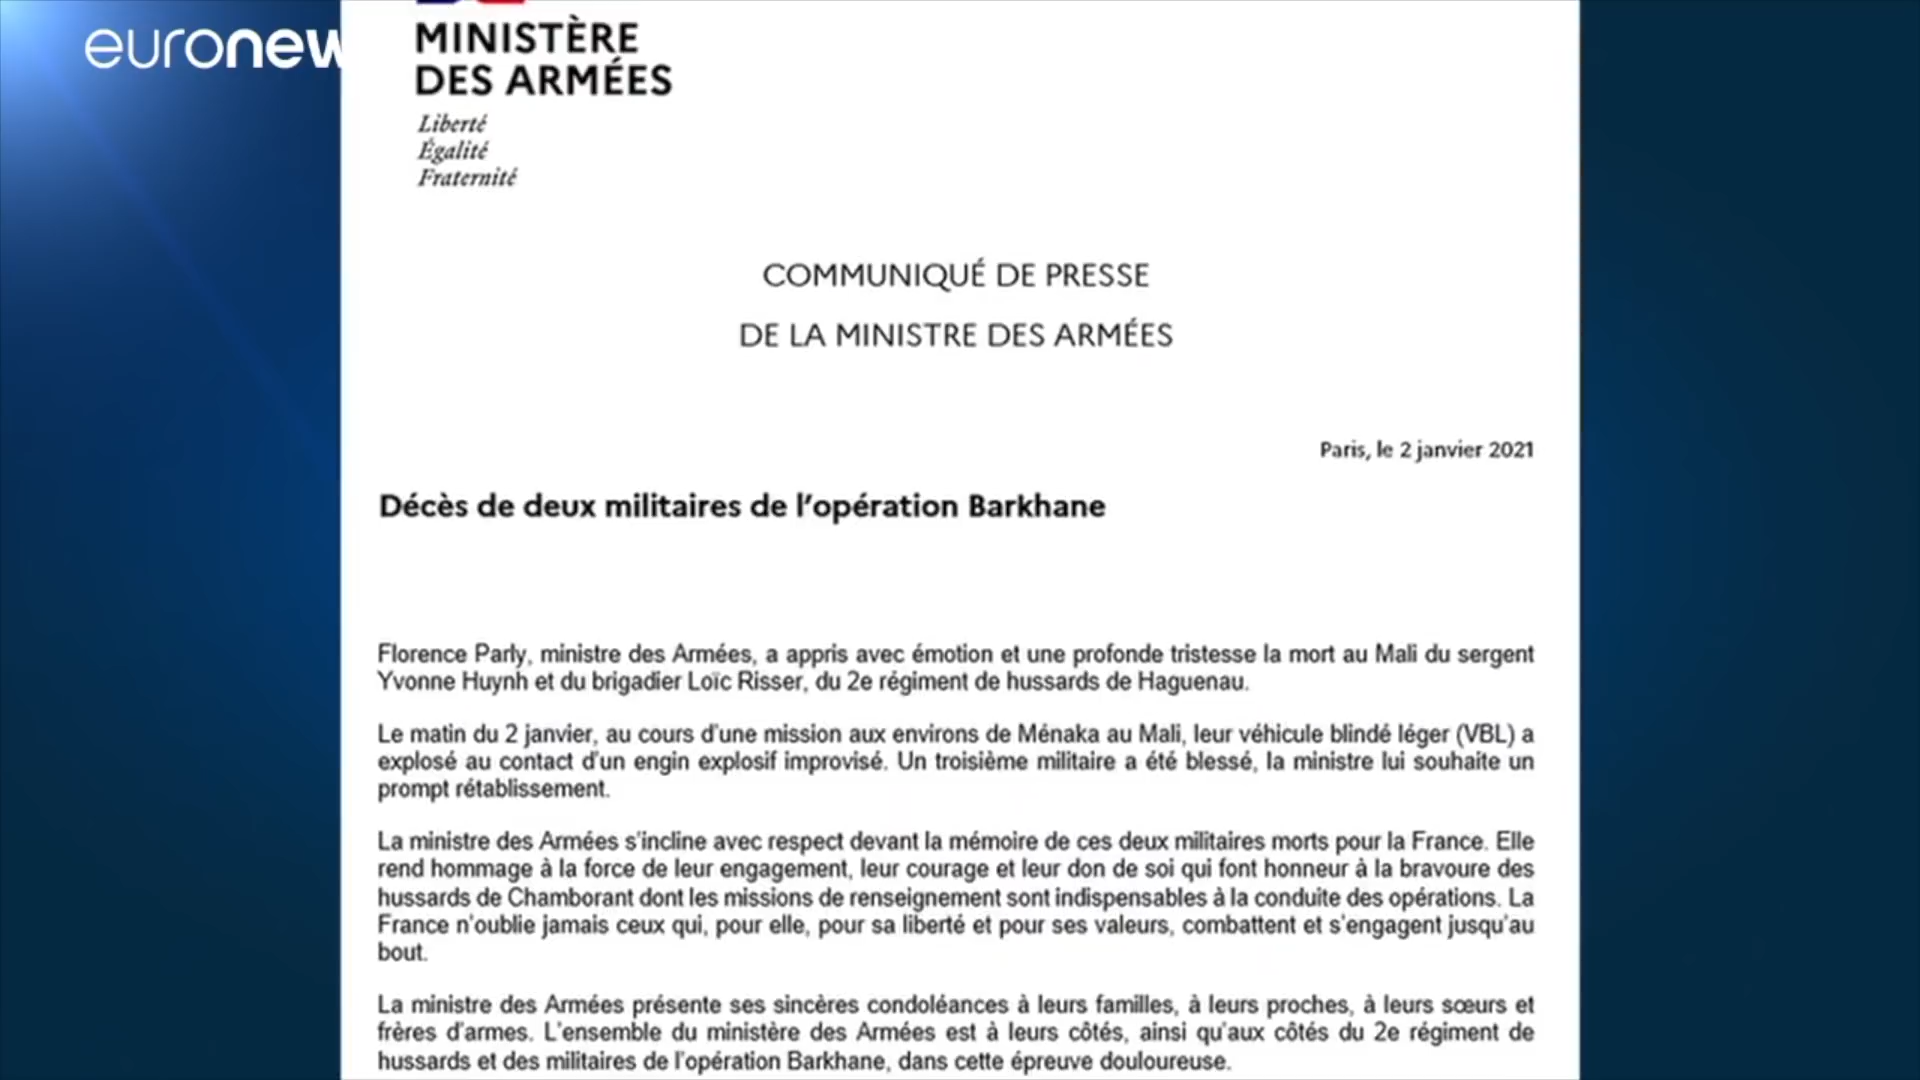 euronew
MINISTÈRE
DES ARMÉES
Liberté
Égalité
Fraternité
COMMUNIQUÉ DE PRESSE
DE LA MINISTRE DES ARMÉES
Paris, le 2 janvier 2021
Décès de deux militaires de l’opération Barkhane
Florence Parly, ministre des Armées, a appris avec émotion et une profonde tristesse la mort au Mali du sergent
Yvonne Huynh et du brigadier Loïc Risser, du 2e régiment de hussards de Haguenau.
Le matin du 2 janvier, au cours d’une mission aux environs de Ménaka au Mali, leur véhicule blindé léger (VBL) a
explosé au contact d’un engin explosif improvisé. Un troisième militaire a été blessé, la ministre lui souhaite un
prompt rétablissement.
La ministre des Armées s’incline avec respect devant la mémoire de ces deux militaires morts pour la France. Elle
rend hommage à la force de leur engagement, leur courage et leur don de soi qui font honneur à la bravoure des
hussards de Chamborant dont les missions de renseignement sont indispensables à la conduite des opérations. La
France n’oublie jamais ceux qui, pour elle, pour sa liberté et pour ses valeurs, combattent et s’engagent jusqu’au
bout.
La ministre des Armées présente ses sincères condoléances à leurs familles, à leurs proches, à leurs sœurs et
frères d’armes. L’ensemble du ministère des Armées est à leurs côtés, ainsi qu’aux côtés du 2e régiment de
hussards et des militaires de l’opération Barkhane, dans cette épreuve douloureuse.